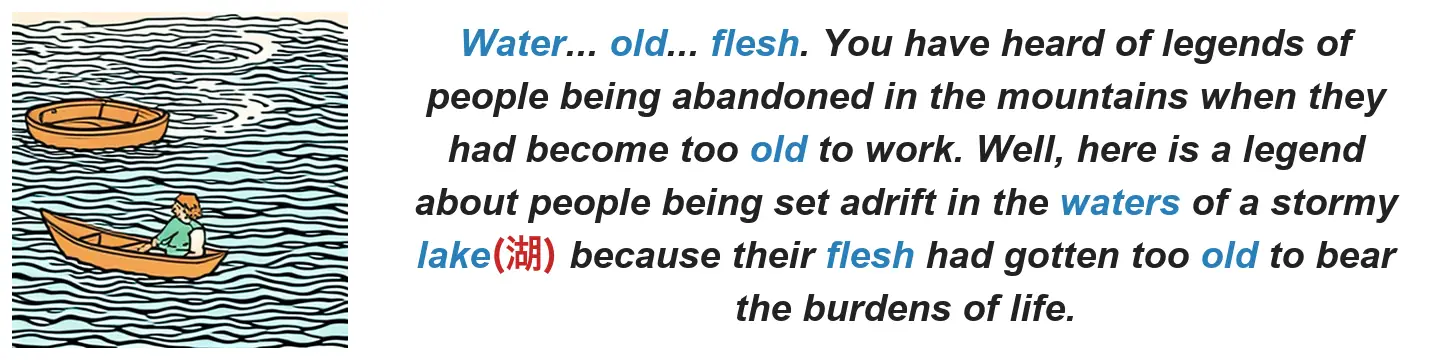 Water... old... flesh. You have heard of legends of
people being abandoned in the mountains when they
had become too old to work. Well, here is a legend
about people being set adrift in the waters of a stormy
lake(湖) because their flesh had gotten too old to bear
the burdens of life.